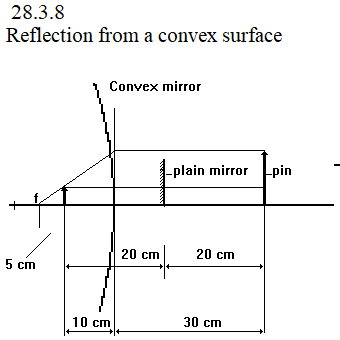 28.3.8
Reflection from a convex surface
Convex mirror
plain mirror
pin
f
5 cm
20 cm
20 cm
10 cm
30 cm